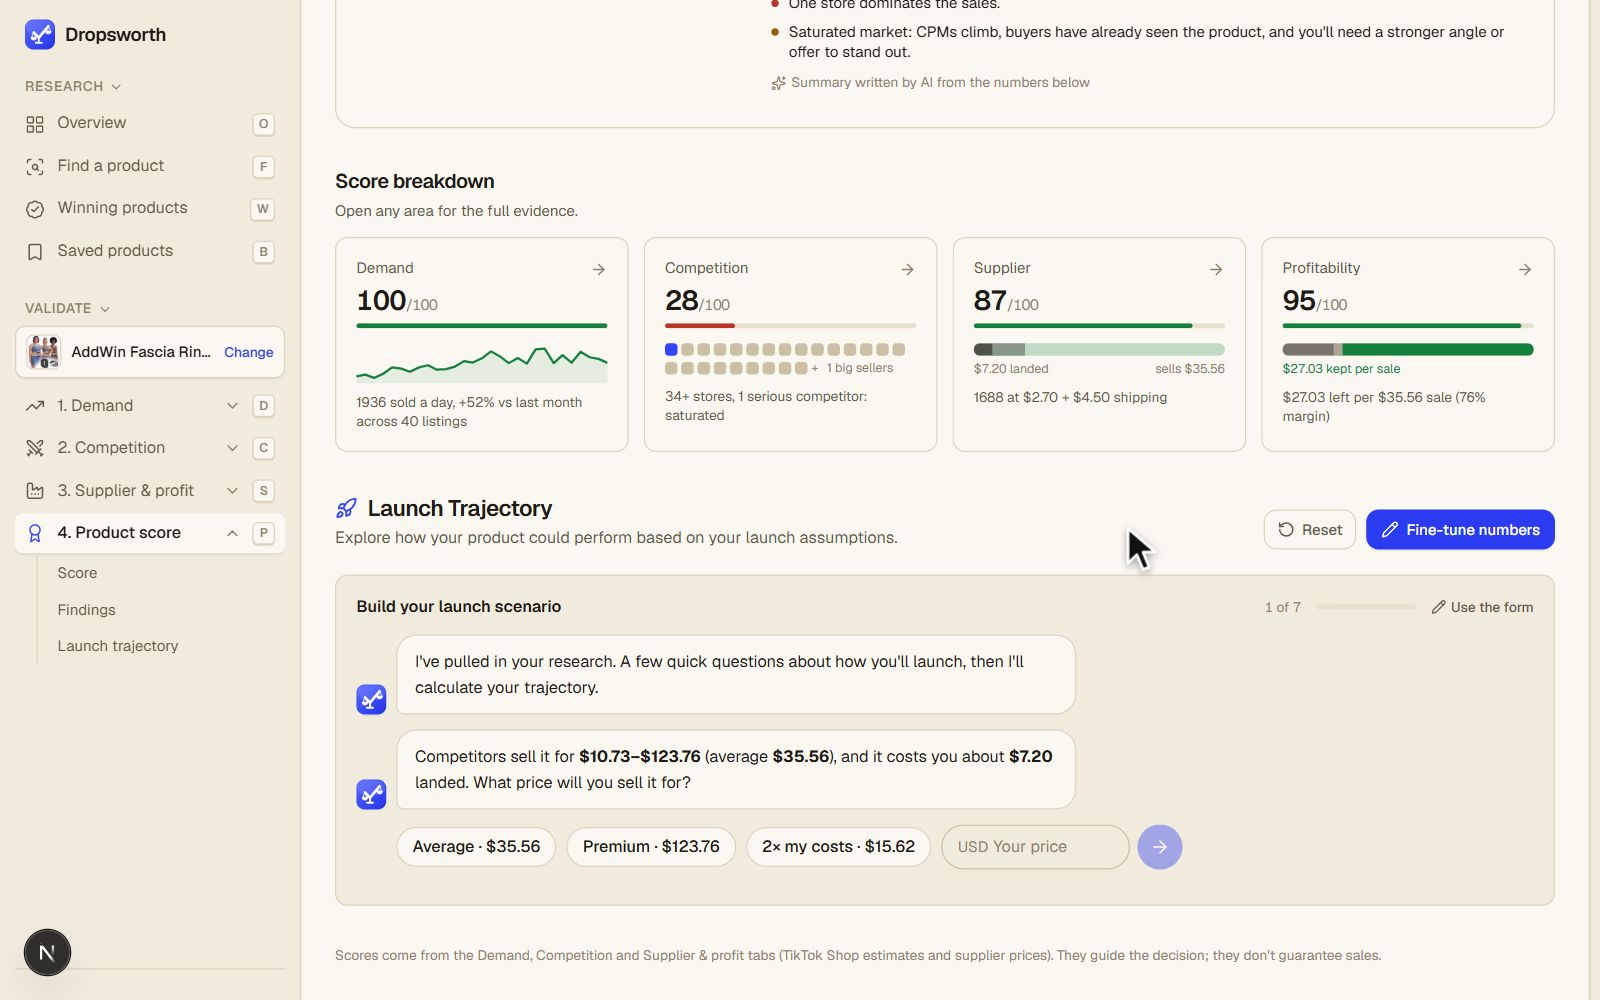 Dropsworth
RESEARCH
Overview
O
Find a product
F
Winning products
W
Saved products
B
VALIDATE
AddWin Fascia Rin...
Change
1. Demand
D
2. Competition
C
3. Supplier & profit
S
4. Product score
P
Score
Findings
Launch trajectory
N
One store dominates the sales.
Saturated market: CPMs climb, buyers have already seen the product, and you'll need a stronger angle or
offer to stand out.
Summary written by AI from the numbers below
Score breakdown
Open any area for the full evidence.
Demand
100/100
1936 sold a day, +52% vs last month
across 40 listings
Competition
28/100
+ 1 big sellers
34+ stores, 1 serious competitor:
saturated
Supplier
87/100
$7.20 landed
sells $35.56
1688 at $2.70 + $4.50 shipping
Profitability
95/100
$27.03 kept per sale
$27.03 left per $35.56 sale (76%
margin)
Launch Trajectory
Explore how your product could perform based on your launch assumptions.
Reset
Fine-tune numbers
Build your launch scenario
1 of 7
Use the form
I've pulled in your research. A few quick questions about how you'll launch, then I'll
calculate your trajectory.
Competitors sell it for $10.73–$123.76 (average $35.56), and it costs you about $7.20
landed. What price will you sell it for?
Average · $35.56
Premium · $123.76
2× my costs · $15.62
USD Your price
Scores come from the Demand, Competition and Supplier & profit tabs (TikTok Shop estimates and supplier prices). They guide the decision; they don't guarantee sales.